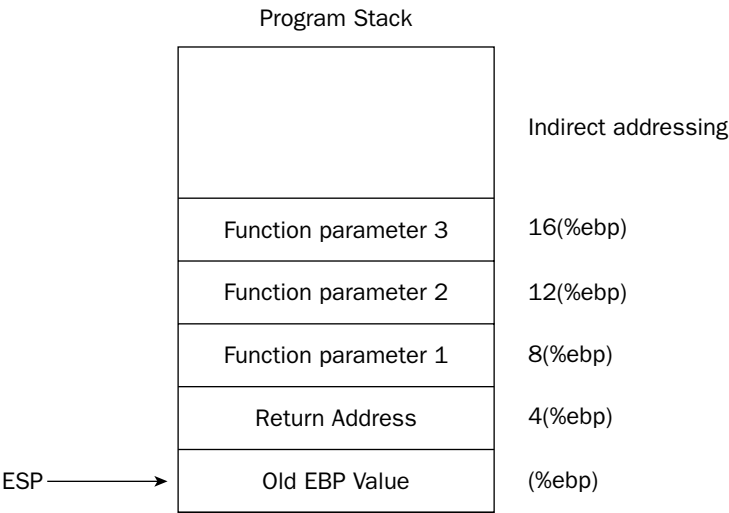 Program Stack
Indirect addressing
Function parameter 3 16(%ebp)
Function parameter 2 12(%ebp)
Function parameter 1 8(%ebp)
Return Address 4(%ebp)
ESP Old EBP Value (%ebp)